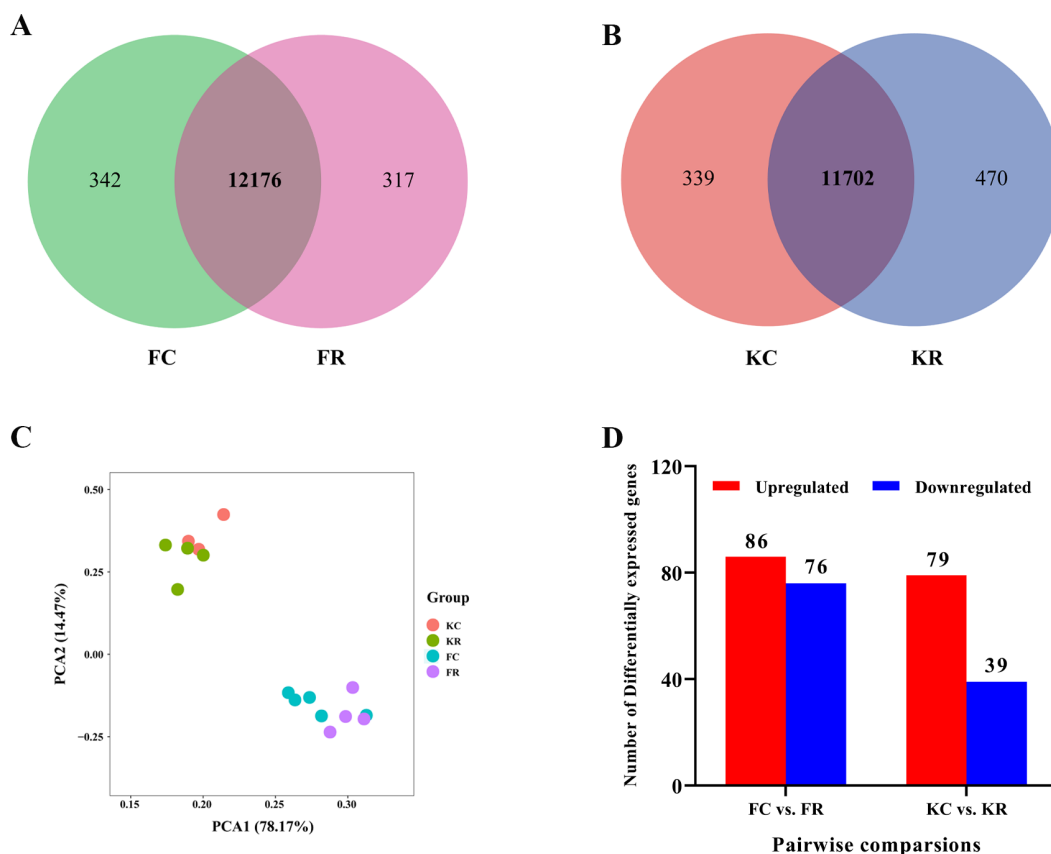 A
342
12176
317
FC
FR
B
339
11702
470
KC
KR
C
0.50
0.25
0.00
−0.25
PCA2 (14.47%)
0.15
0.20
0.25
0.30
PCA1 (78.17%)
Group
KC
KR
FC
FR
D
Number of Differentially expressed genes
120
80
40
0
Upregulated
Downregulated
86
76
79
39
FC vs. FR
KC vs. KR
Pairwise comparsions